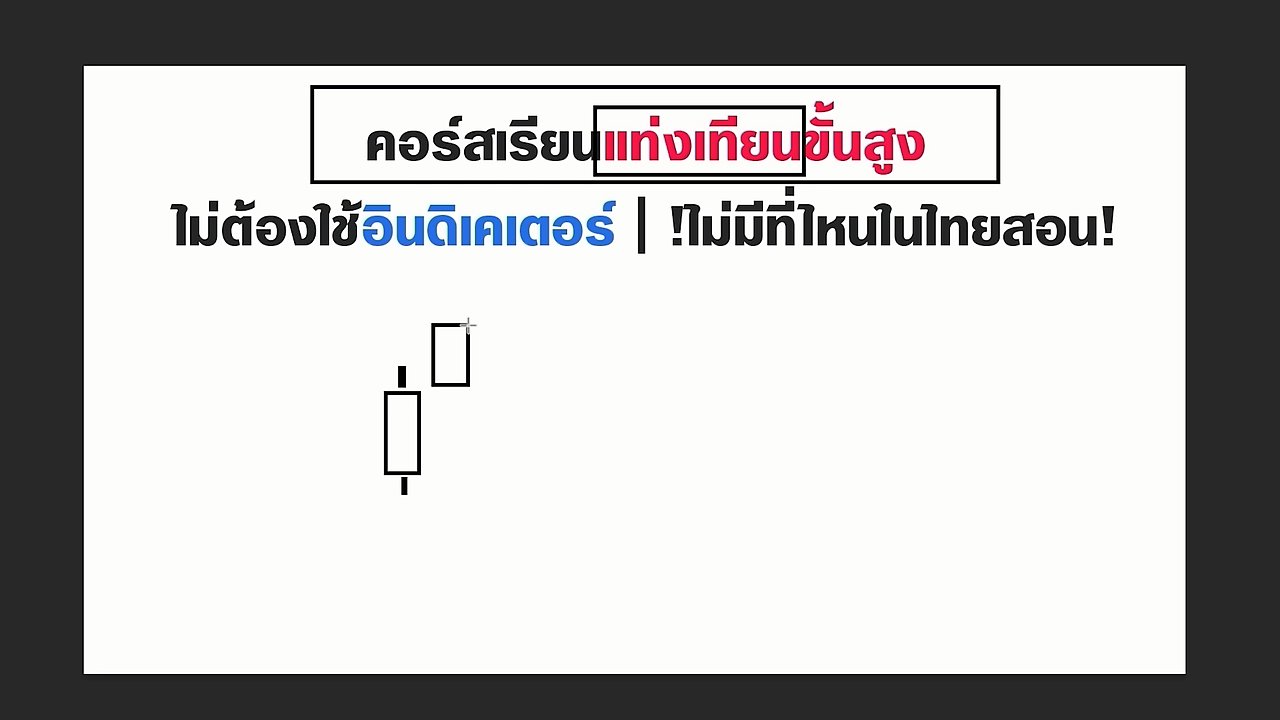 คอร์สเรียนแท่งเทียนขั้นสูง
ไม่ต้องใช้อินดิเคเตอร์ | !ไม่มีที่ไหนในไทยสอน!